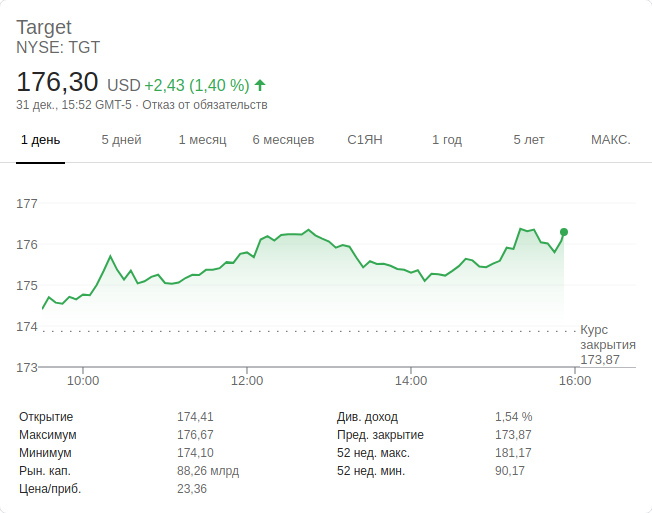 Target
NYSE: TGT
176,30 USD +2,43 (1,40 %)
31 дек., 15:52 GMT-5 · Отказ от обязательств
1 день 5 дней 1 месяц 6 месяцев С1ЯН 1 год 5 лет МАКС.
177
176
175
174
173
Курс
закрытия
173,87
10:00 12:00 14:00 16:00
Открытие 174,41 Див. доход 1,54 %
Максимум 176,67 Пред. закрытие 173,87
Минимум 174,10 52 нед. макс. 181,17
Рын. кап. 88,26 млрд 52 нед. мин. 90,17
Цена/приб. 23,36